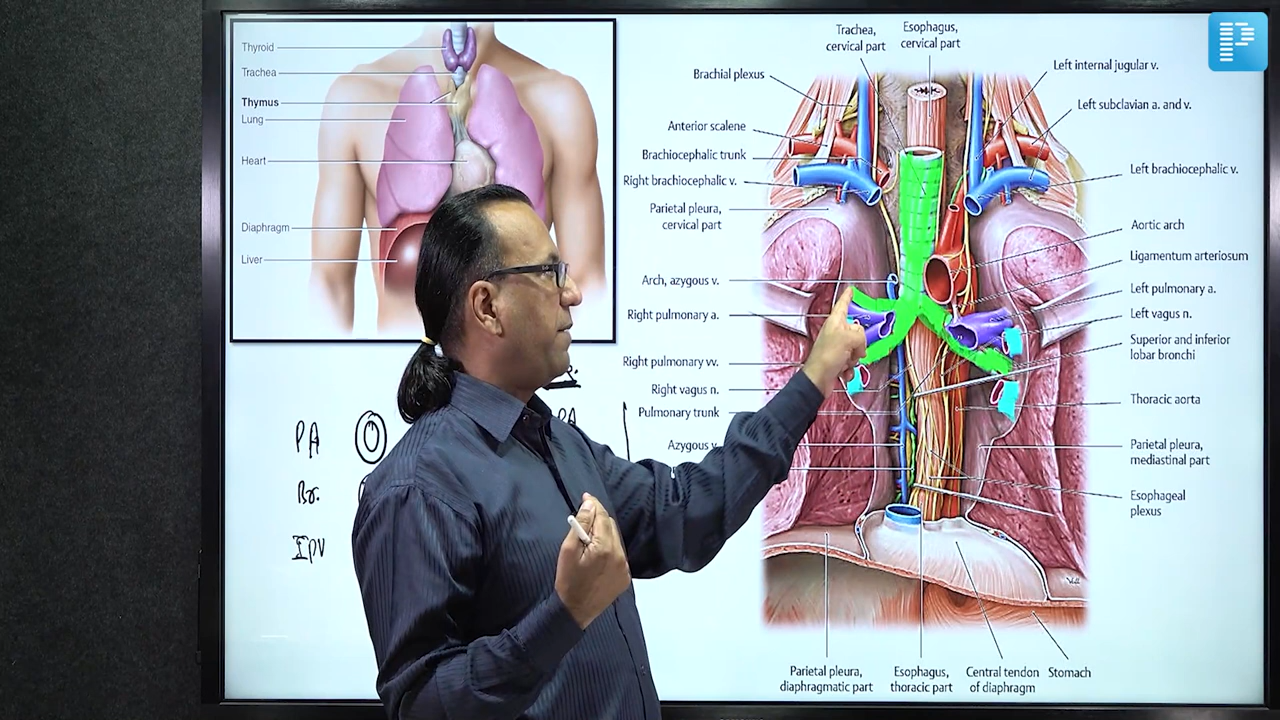 Thyroid
Trachea
Thymus
Lung
Heart
Diaphragm
Liver
PA
Br.
IPV
PA
Trachea,
cervical part
Esophagus,
cervical part
Brachial plexus
Anterior scalene
Brachiocephalic trunk
Right brachiocephalic v.
Parietal pleura,
cervical part
Arch, azygous v.
Right pulmonary a.
Right pulmonary vv.
Right vagus n.
Pulmonary trunk
Azygous v.
Left internal jugular v.
Left subclavian a. and v.
Left brachiocephalic v.
Aortic arch
Ligamentum arteriosum
Left pulmonary a.
Left vagus n.
Superior and inferior
lobar bronchi
Thoracic aorta
Parietal pleura,
mediastinal part
Esophageal
plexus
Parietal pleura,
diaphragmatic part
Esophagus,
thoracic part
Central tendon
of diaphragm
Stomach